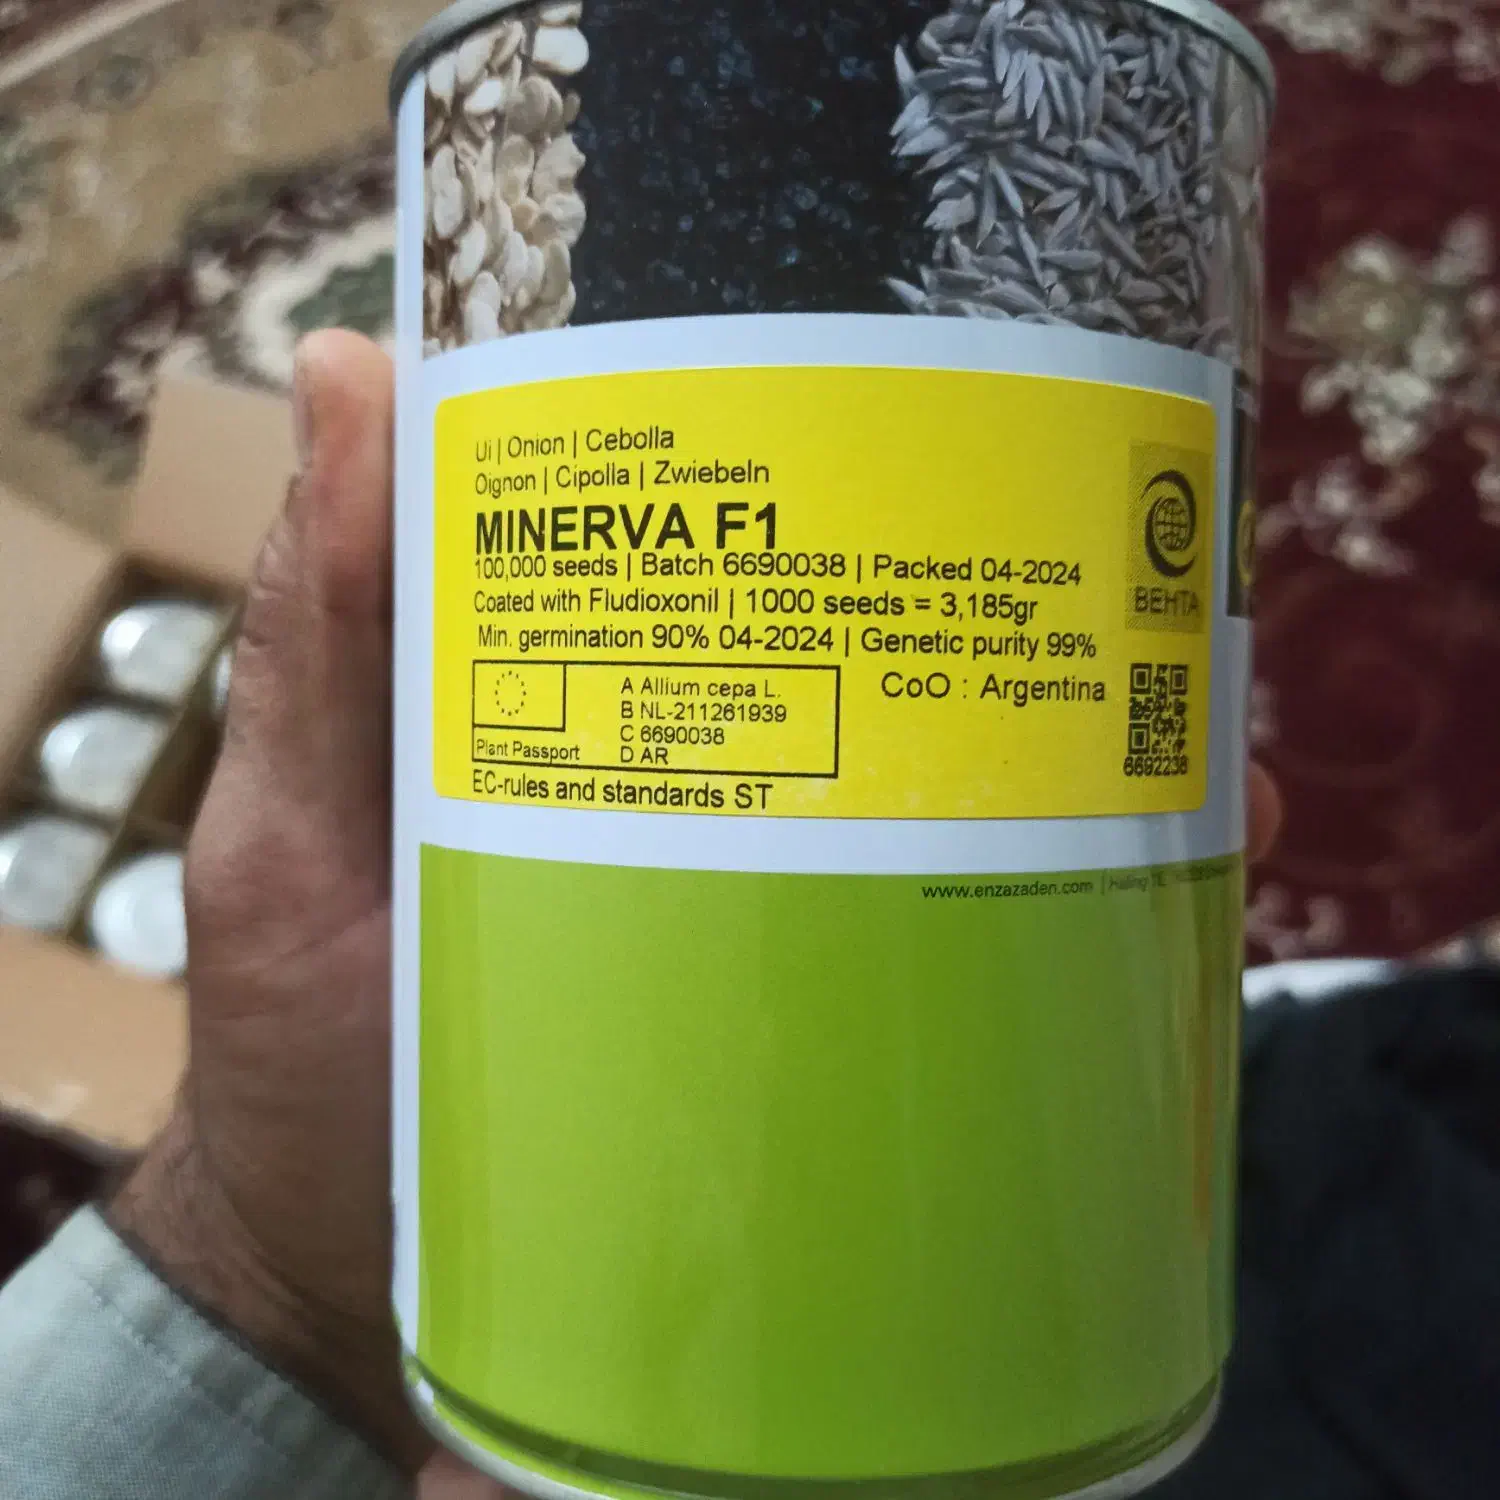 Ui | Onion | Cebolla
Oignon | Cipolla | Zwiebeln
MINERVA F1
100,000 seeds | Batch 6690038 | Packed 04-2024
Coated with Fludioxonil | 1000 seeds = 3,185gr
Min. germination 90% 04-2024 | Genetic purity 99%
BEHTA
CoO : Argentina
A Allium cepa L.
B NL-211261939
C 6690038
D AR
Plant Passport
6692238
EC-rules and standards ST
www.enzazaden.com | Haling